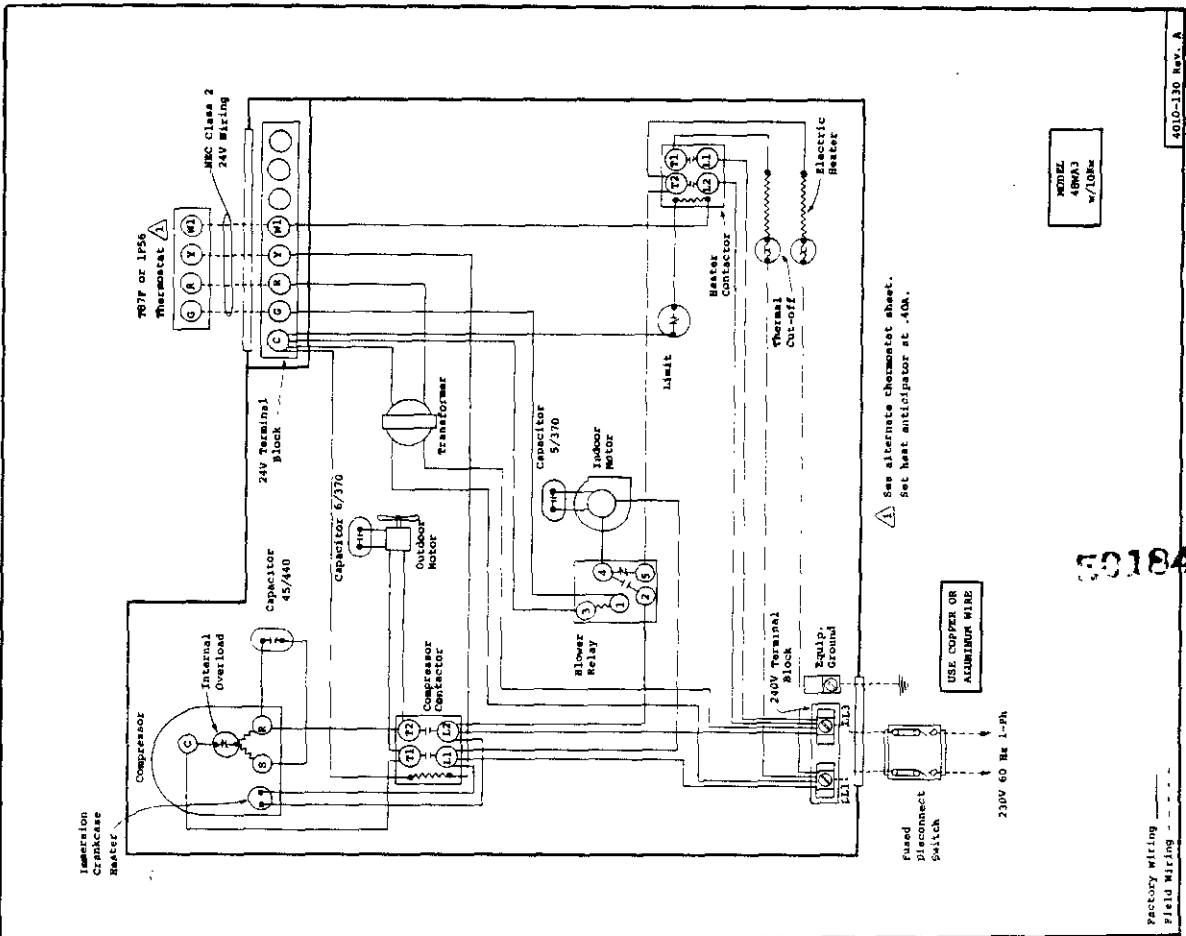 4010-130 Rev. A
T87F or 1P56
Thermostat
1
NEC Class 2
24V Wiring
G
R
Y
W1
C
G
R
Y
W1
24V Terminal
Block
Transformer
Capacitor 6/370
Outdoor
Motor
Capacitor
45/440
Internal
Overload
Compressor
C
S
R
Immersion
Crankcase
Heater
Compressor
Contactor
T1
T2
L1
L2
Capacitor
5/370
Indoor
Motor
Blower
Relay
3
1
4
2
5
Limit
Heater
Contactor
T2
T1
L2
L1
Thermal
Cut-off
Electric
Heater
240V Terminal
Block
Equip.
Ground
LL1
LL3
Fused
Disconnect
Switch
230V 60 Hz 1-Ph
USE COPPER OR
ALUMINUM WIRE
1
See alternate thermostat sheet.
Set heat anticipator at .40A.
MODEL
48WA3
w/10Kw
Factory Wiring
Field Wiring